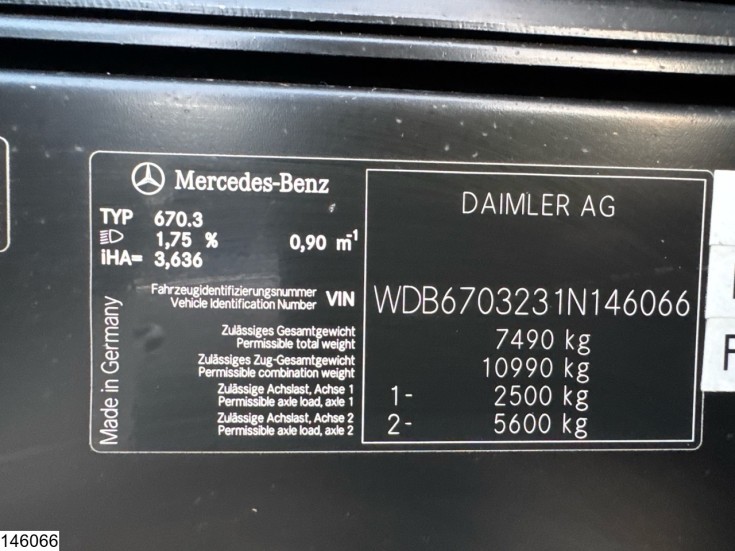 Mercedes-Benz
TYP 670.3
1,75 % 0,90 m-1
iHA= 3,636
DAIMLER AG
Fahrzeugidentifizierungsnummer
Vehicle Identification Number VIN WDB6703231N146066
Zulässiges Gesamtgewicht
Permissible total weight 7490 kg
Zulässiges Zug-Gesamtgewicht
Permissible combination weight 10990 kg
Zulässige Achslast, Achse 1
Permissible axle load, axle 1 1- 2500 kg
Zulässige Achslast, Achse 2
Permissible axle load, axle 2 2- 5600 kg
Made in Germany
146066